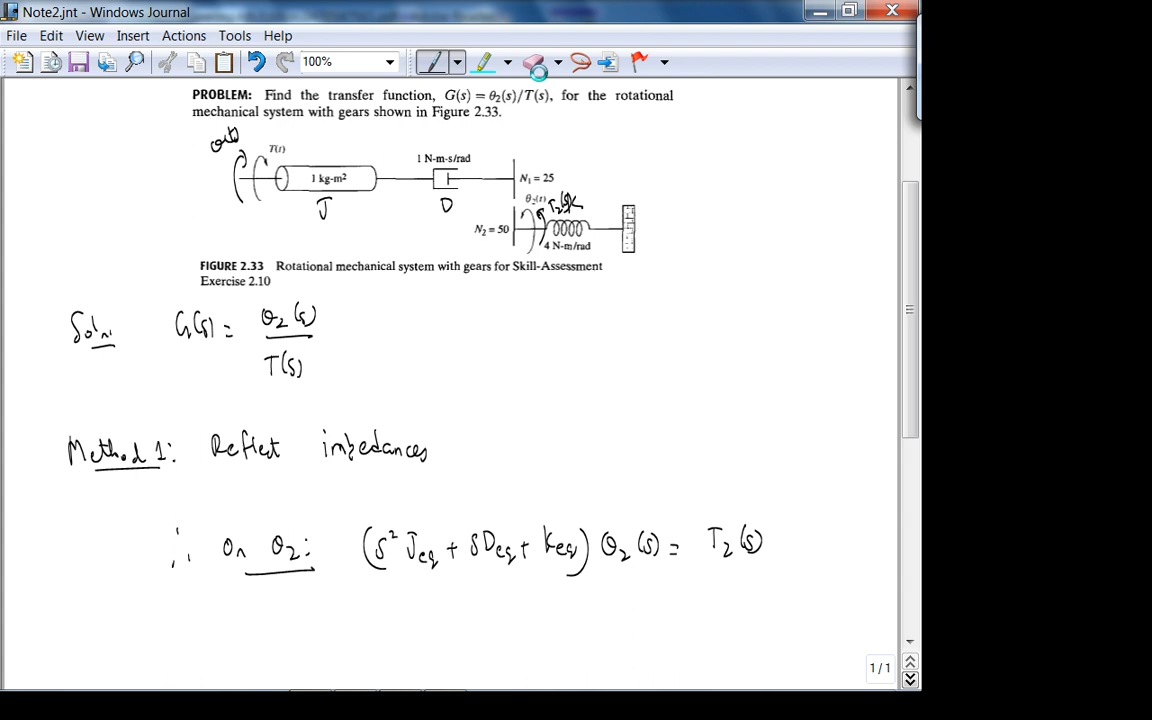 Note2.jnt - Windows Journal
File Edit View Insert Actions Tools Help
100%
PROBLEM: Find the transfer function, G(s) = θ₂(s)/T(s), for the rotational
mechanical system with gears shown in Figure 2.33.
T(t)
1 kg-m²
J
1 N-m-s/rad
D
N₁ = 25
θ₂(t)
N₂ = 50
4 N-m/rad
FIGURE 2.33 Rotational mechanical system with gears for Skill-Assessment
Exercise 2.10
Soln: G(s) = θ₂(s)
T(s)
Method 1: Reflect impedances
∴ On θ₂: (s² Jeq + sDeq + Keq) θ₂(s) = T₂(s)
1 / 1